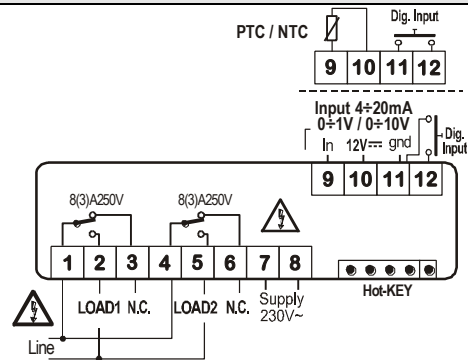 PTC / NTC
Dig. Input
9 10 11 12
Input 4÷20mA
0÷1V / 0÷10V
In 12V gnd
Dig.
Input
9 10 11 12
8(3)A250V 8(3)A250V
1 2 3 4 5 6 7 8
Hot-KEY
LOAD1 N.C. LOAD2 N.C. Supply
230V~
Line